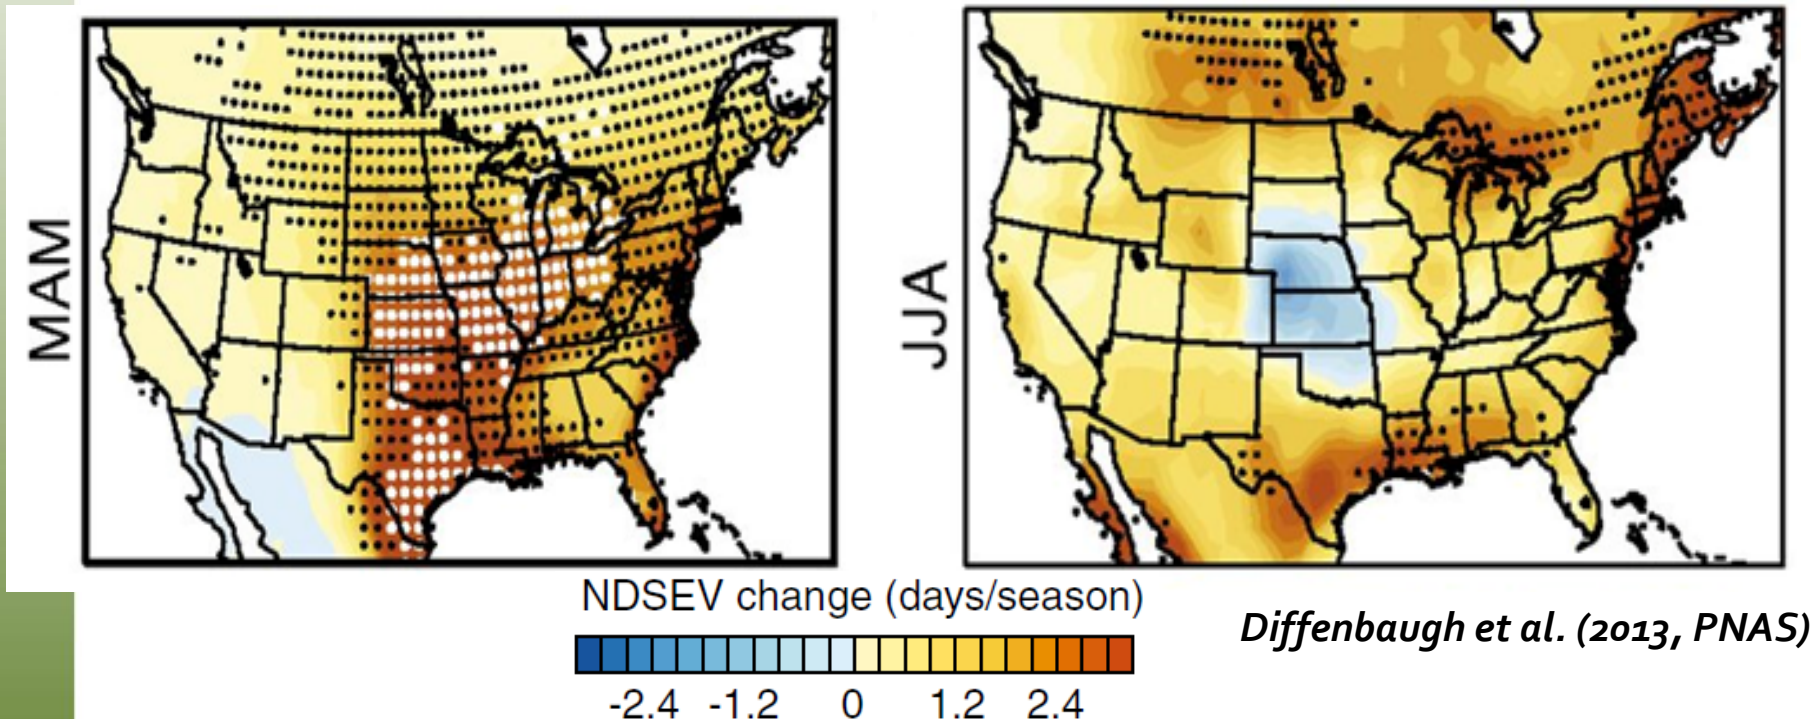 MAM
JJA
NDSEV change (days/season)
-2.4 -1.2 0 1.2 2.4
Diffenbaugh et al. (2013, PNAS)